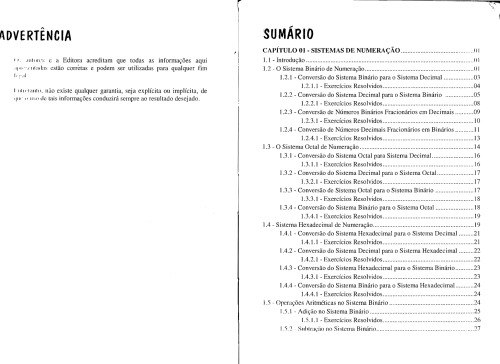 ADVERTÊNCIA
Os autores e a Editora acreditam que todas as informações aqui
apresentadas estão corretas e podem ser utilizadas para qualquer fim
legal.
Entretanto, não existe qualquer garantia, seja explícita ou implícita, de
que o uso de tais informações conduzirá sempre ao resultado desejado.
SUMÁRIO
CAPÍTULO 01 - SISTEMAS DE NUMERAÇÃO 01
1.1 - Introdução 01
1.2 - O Sistema Binário de Numeração 01
1.2.1 - Conversão do Sistema Binário para o Sistema Decimal 03
1.2.1.1 - Exercícios Resolvidos 04
1.2.2 - Conversão do Sistema Decimal para o Sistema Binário 05
1.2.2.1 - Exercícios Resolvidos 08
1.2.3 - Conversão de Números Binários Fracionários em Decimais 09
1.2.3.1 - Exercícios Resolvidos 10
1.2.4 - Conversão de Números Decimais Fracionários em Binários 11
1.2.4.1 - Exercícios Resolvidos 13
1.3 - O Sistema Octal de Numeração 14
1.3.1 - Conversão do Sistema Octal para Sistema Decimal 16
1.3.1.1 - Exercícios Resolvidos 16
1.3.2 - Conversão do Sistema Decimal para o Sistema Octal 17
1.3.2.1 - Exercícios Resolvidos 17
1.3.3 - Conversão de Sistema Octal para o Sistema Binário 17
1.3.3.1 - Exercícios Resolvidos 18
1.3.4 - Conversão do Sistema Binário para o Sistema Octal 18
1.3.4.1 - Exercícios Resolvidos 19
1.4 - Sistema Hexadecimal de Numeração 19
1.4.1 - Conversão do Sistema Hexadecimal para o Sistema Decimal 21
1.4.1.1 - Exercícios Resolvidos 21
1.4.2 - Conversão do Sistema Decimal para o Sistema Hexadecimal 22
1.4.2.1 - Exercícios Resolvidos 22
1.4.3 - Conversão do Sistema Hexadecimal para o Sistema Binário 23
1.4.3.1 - Exercícios Resolvidos 24
1.4.4 - Conversão do Sistema Binário para o Sistema Hexadecimal 24
1.4.4.1 - Exercícios Resolvidos 24
1.5 - Operações Aritméticas no Sistema Binário 24
1.5.1 - Adição no Sistema Binário 25
1.5.1.1 - Exercícios Resolvidos 26
1.5.2 - Subtração no Sistema Binário 27